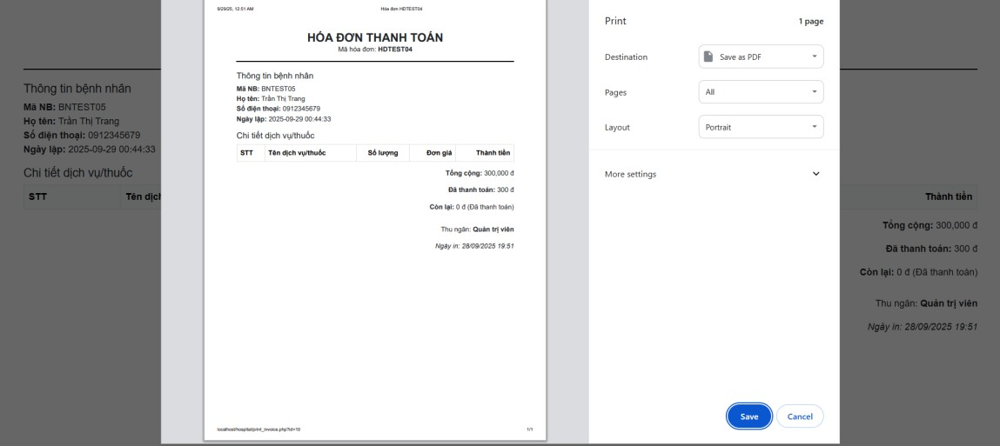 9/29/25, 12:51 AM Hóa đơn HDTEST04
HÓA ĐƠN THANH TOÁN
Mã hóa đơn: HDTEST04
Thông tin bệnh nhân
Mã NB: BNTEST05
Họ tên: Trần Thị Trang
Số điện thoại: 0912345679
Ngày lập: 2025-09-29 00:44:33
Chi tiết dịch vụ/thuốc
STT Tên dịch vụ/thuốc Số lượng Đơn giá Thành tiền
Tổng cộng: 300,000 đ
Đã thanh toán: 300 đ
Còn lại: 0 đ (Đã thanh toán)
Thu ngân: Quản trị viên
Ngày in: 28/09/2025 19:51
localhost/hospital/print_invoice.php?id=10 1/1
Print 1 page
Destination Save as PDF
Pages All
Layout Portrait
More settings
Save Cancel
Thông tin bệnh nhân
Mã NB: BNTEST05
Họ tên: Trần Thị Trang
Số điện thoại: 0912345679
Ngày lập: 2025-09-29 00:44:33
Chi tiết dịch vụ/thuốc
STT Tên dịch Thành tiền
Tổng cộng: 300,000 đ
Đã thanh toán: 300 đ
Còn lại: 0 đ (Đã thanh toán)
Thu ngân: Quản trị viên
Ngày in: 28/09/2025 19:51